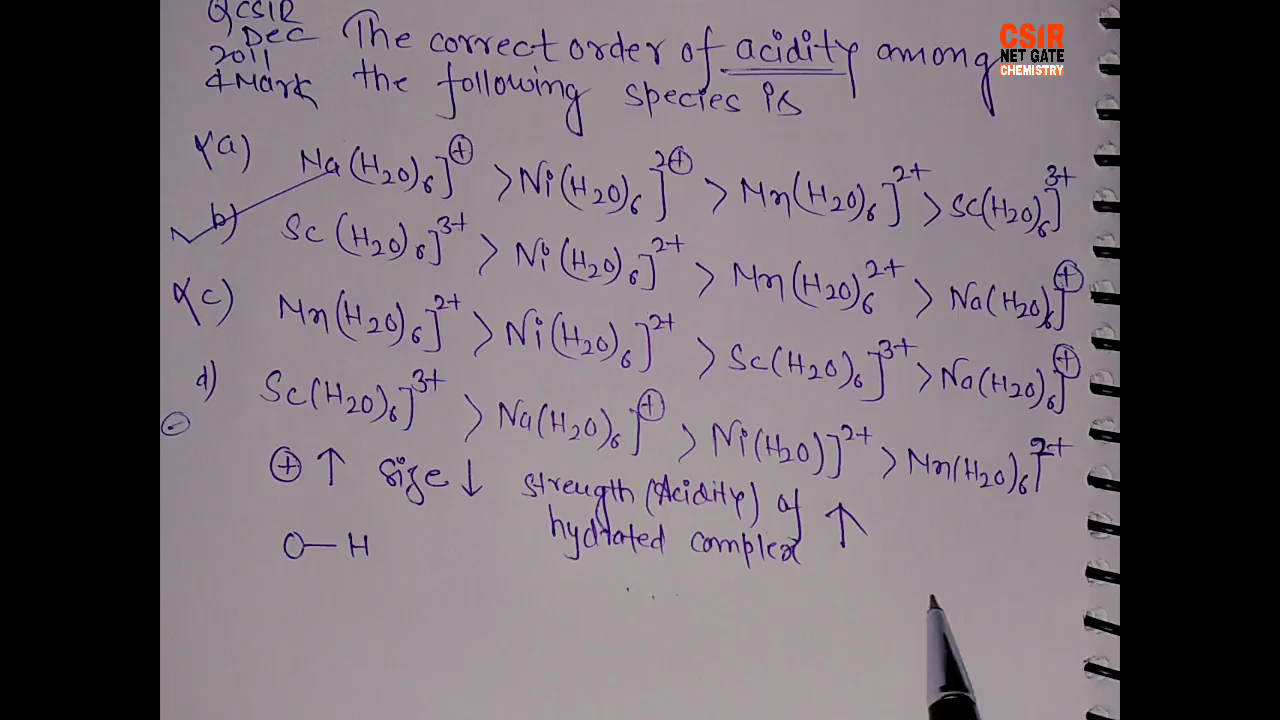 QCSIR
Dec
2011
4 Mark
The correct order of acidity among
the following species is
CSIR
NET GATE
CHEMISTRY
(a) Na(H2O)6]⊕ > Ni(H2O)6]2⊕ > Mn(H2O)6]2+ > Sc(H2O)6]3+
b) Sc(H2O)6]3+ > Ni(H2O)6]2+ > Mn(H2O)6 2+ > Na(H2O)6]⊕
(c) Mn(H2O)6]2+ > Ni(H2O)6]2+ > Sc(H2O)6]3+ > Na(H2O)6]⊕
d) Sc(H2O)6]3+ > Na(H2O)6]⊕ > Ni(H2O)]2+ > Mn(H2O)6]2+
⊖
⊕ ↑ size ↓ strength (Acidity) of
hydrated complex ↑
O—H